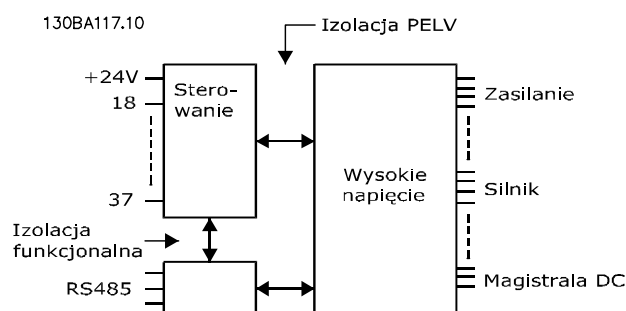 130BA117.10
Izolacja PELV
+24V
18
37
Stero-
wanie
Wysokie
napięcie
Zasilanie
Silnik
Magistrala DC
Izolacja
funkcjonalna
RS485